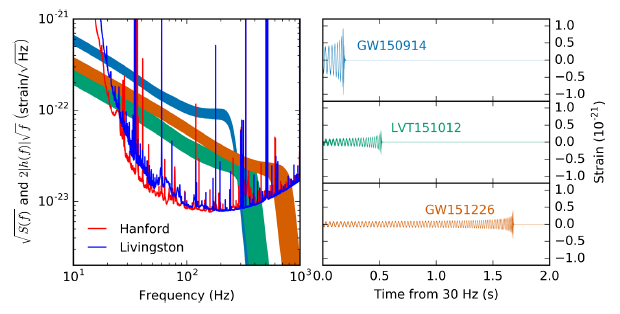 √S(f) and 2|h̃(f)|√f (strain/√Hz)
10⁻²¹
10⁻²²
10⁻²³
Hanford
Livingston
10¹
10²
10³
Frequency (Hz)
GW150914
1.0
0.5
0.0
−0.5
−1.0
LVT151012
1.0
0.5
0.0
−0.5
−1.0
GW151226
1.0
0.5
0.0
−0.5
−1.0
Strain (10⁻²¹)
0.0
0.5
1.0
1.5
2.0
Time from 30 Hz (s)